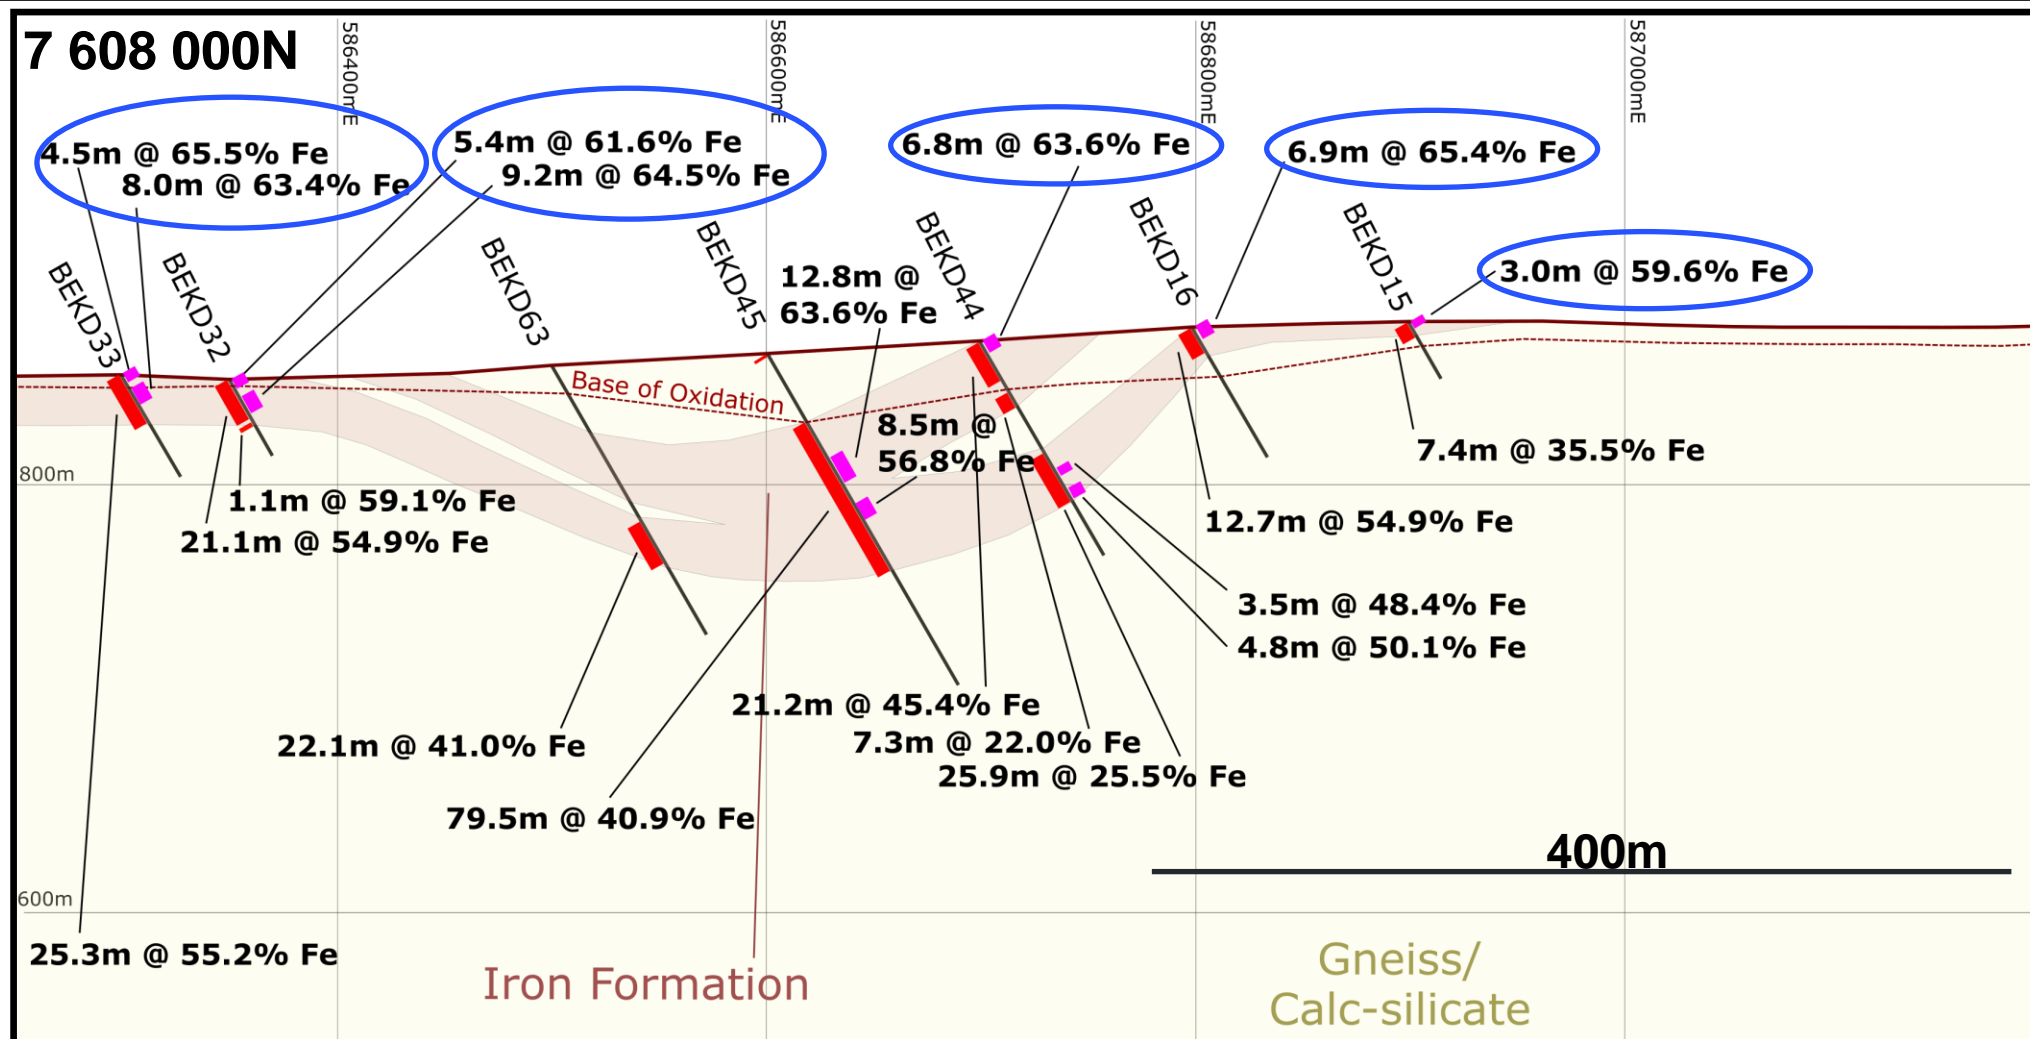 7 608 000N
586400mE
586600mE
586800mE
587000mE
4.5m @ 65.5% Fe
8.0m @ 63.4% Fe
5.4m @ 61.6% Fe
9.2m @ 64.5% Fe
6.8m @ 63.6% Fe
6.9m @ 65.4% Fe
3.0m @ 59.6% Fe
BEKD33
BEKD32
BEKD63
BEKD45
BEKD44
BEKD16
BEKD15
12.8m @
63.6% Fe
Base of Oxidation
8.5m @
56.8% Fe
7.4m @ 35.5% Fe
800m
1.1m @ 59.1% Fe
21.1m @ 54.9% Fe
12.7m @ 54.9% Fe
3.5m @ 48.4% Fe
4.8m @ 50.1% Fe
21.2m @ 45.4% Fe
22.1m @ 41.0% Fe
7.3m @ 22.0% Fe
25.9m @ 25.5% Fe
79.5m @ 40.9% Fe
400m
600m
25.3m @ 55.2% Fe
Iron Formation
Gneiss/
Calc-silicate